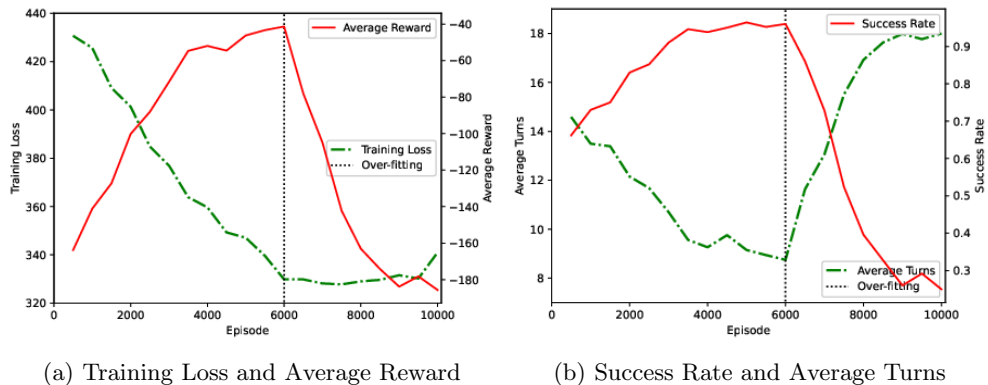 440
420
400
380
360
340
320
Training Loss
0
2000
4000
6000
8000
10000
Episode
−40
−60
−80
−100
−120
−140
−160
−180
Average Reward
Average Reward
Training Loss
Over-fitting
(a) Training Loss and Average Reward
18
16
14
12
10
8
Average Turns
0
2000
4000
6000
8000
10000
Episode
0.9
0.8
0.7
0.6
0.5
0.4
0.3
Success Rate
Success Rate
Average Turns
Over-fitting
(b) Success Rate and Average Turns